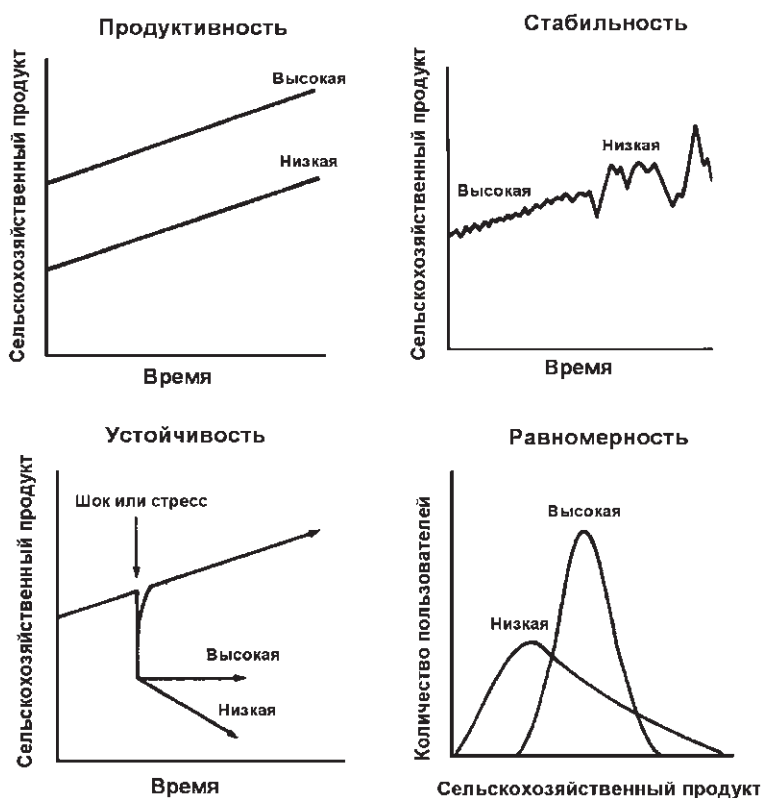 Продуктивность
Сельскохозяйственный продукт
Высокая
Низкая
Время
Стабильность
Сельскохозяйственный продукт
Высокая
Низкая
Время
Устойчивость
Сельскохозяйственный продукт
Шок или стресс
Высокая
Низкая
Время
Равномерность
Количество пользователей
Высокая
Низкая
Сельскохозяйственный продукт